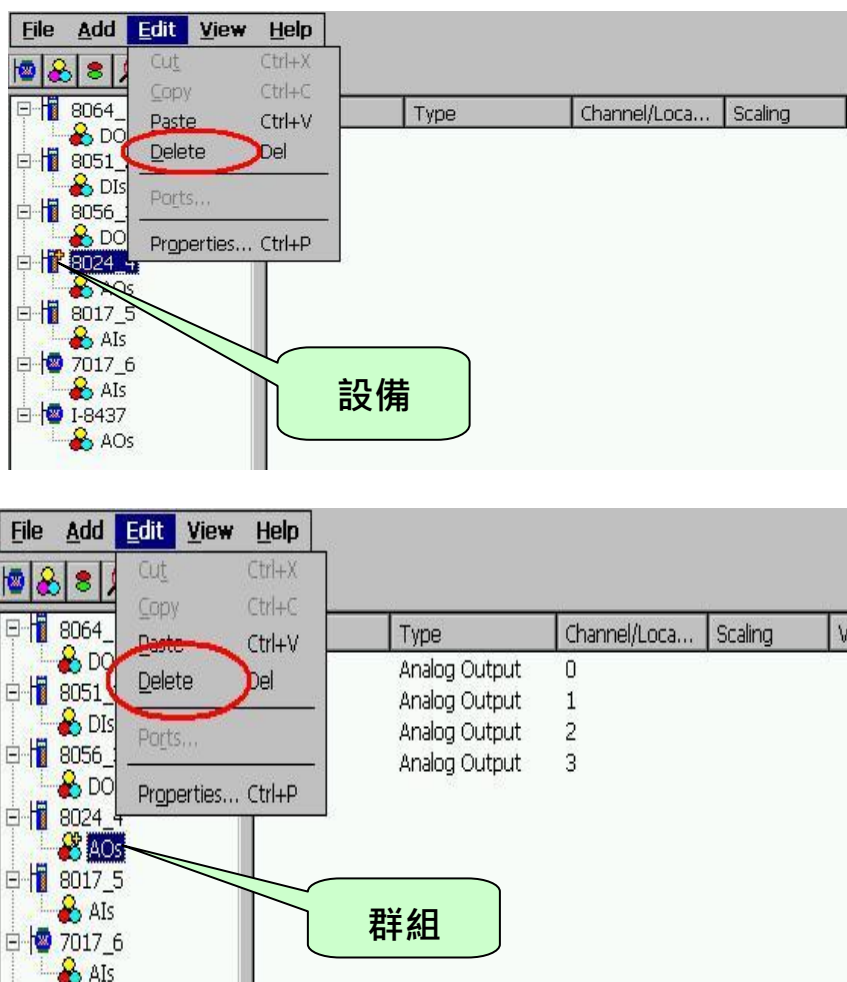 File Add Edit View Help
Cut Ctrl+X
Copy Ctrl+C
Paste Ctrl+V
Delete Del
Ports...
Properties... Ctrl+P
Type Channel/Loca... Scaling
8064_
DO
8051_
DIs
8056_
DO
8024_4
AOs
8017_5
AIs
7017_6
AIs
I-8437
AOs
設備
File Add Edit View Help
Cut Ctrl+X
Copy Ctrl+C
Paste Ctrl+V
Delete Del
Ports...
Properties... Ctrl+P
Type Channel/Loca... Scaling V
Analog Output 0
Analog Output 1
Analog Output 2
Analog Output 3
8064_
DO
8051_
DIs
8056_
DO
8024_4
AOs
8017_5
AIs
7017_6
AIs
群組